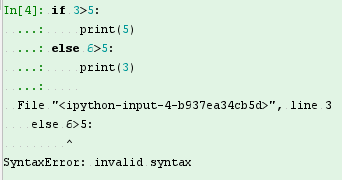 In[4]: if 3>5:
...:     print(5)
...: else 6>5:
...:     print(3)
...:
File "<ipython-input-4-b937ea34cb5d>", line 3
else 6>5:
^
SyntaxError: invalid syntax